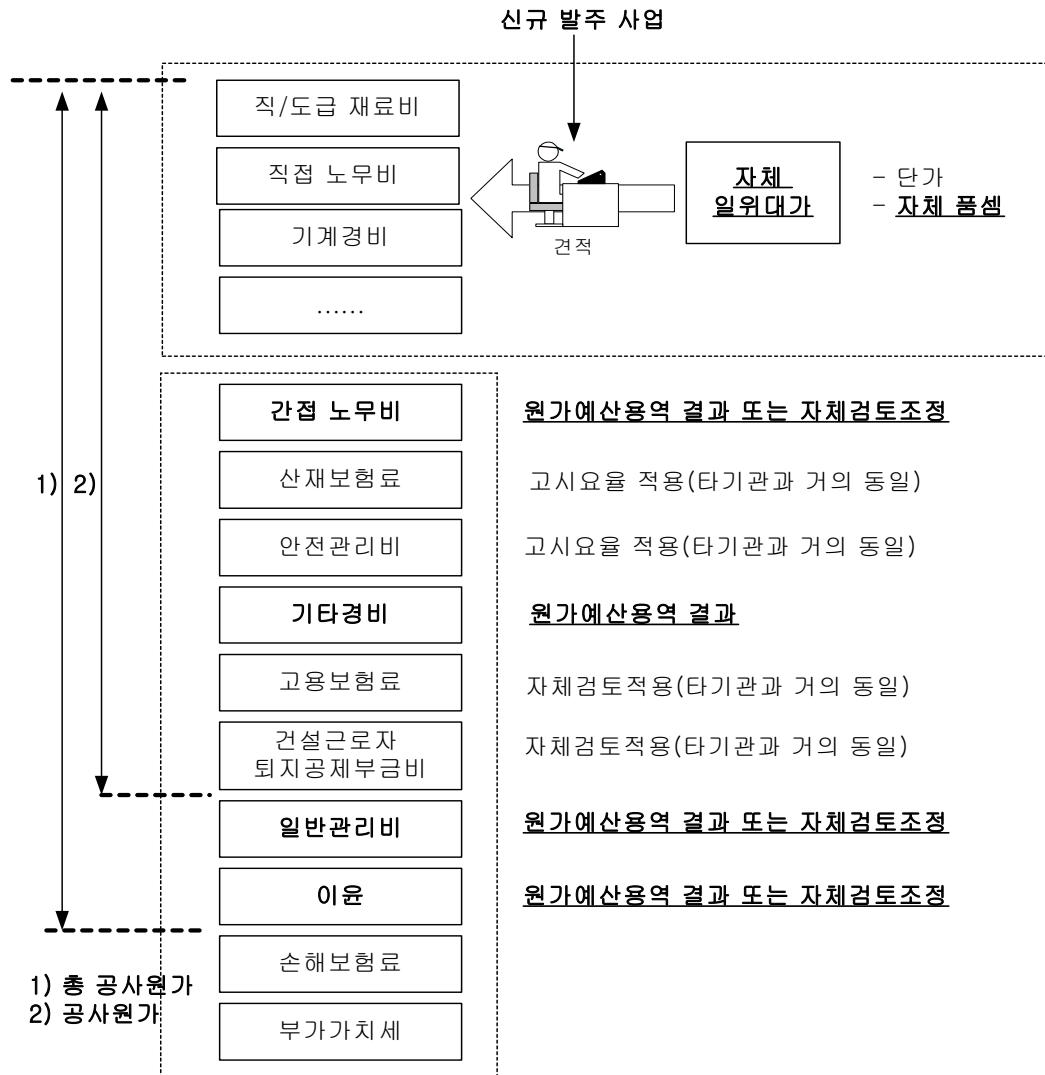 신규 발주 사업
직/도급 재료비
직접 노무비
기계경비
......
견적
자체
일위대가
- 단가
- 자체 품셈
간접 노무비
원가예산용역 결과 또는 자체검토조정
산재보험료
고시요율 적용(타기관과 거의 동일)
1) 2)
안전관리비
고시요율 적용(타기관과 거의 동일)
기타경비
원가예산용역 결과
고용보험료
자체검토적용(타기관과 거의 동일)
건설근로자
퇴지공제부금비
자체검토적용(타기관과 거의 동일)
일반관리비
원가예산용역 결과 또는 자체검토조정
이윤
원가예산용역 결과 또는 자체검토조정
손해보험료
1) 총 공사원가
2) 공사원가
부가가치세